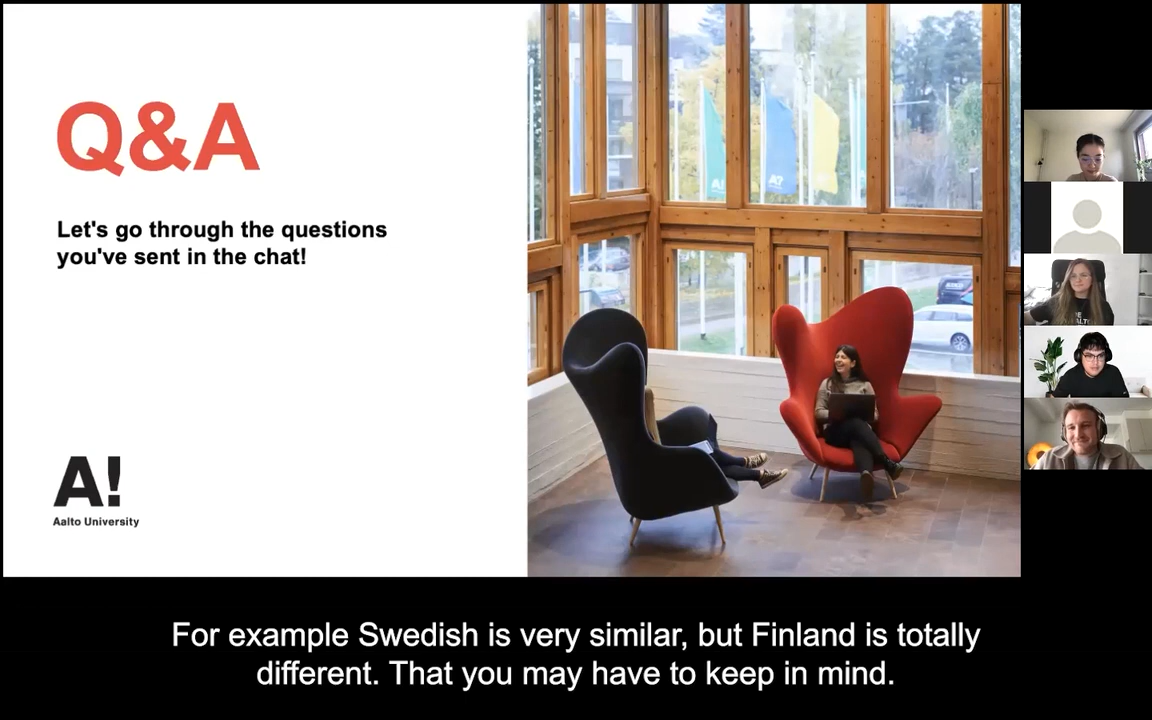 Q&A
Let's go through the questions
you've sent in the chat!
A!
Aalto University
A!
A?
For example Swedish is very similar, but Finland is totally
different. That you may have to keep in mind.